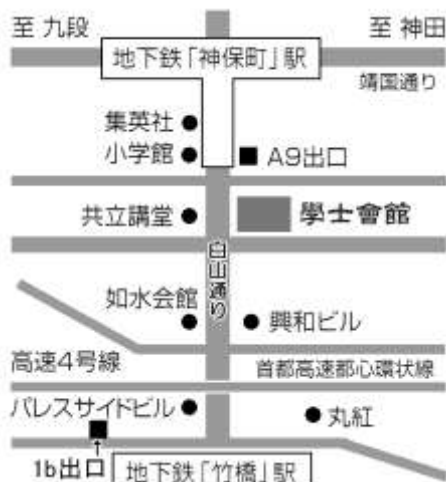 至 九段
至 神田
地下鉄「神保町」駅
靖国通り
集英社
小学館
A9出口
共立講堂
學士會館
白山通り
如水会館
興和ビル
高速4号線
首都高速都心環状線
パレスサイドビル
丸紅
1b出口
地下鉄「竹橋」駅